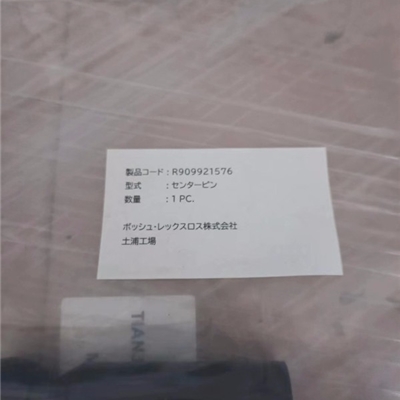 製品コード : R909921576
型式 : センターピン
数量 : 1 PC.
ボッシュ・レックスロス株式会社
土浦工場
TIAN